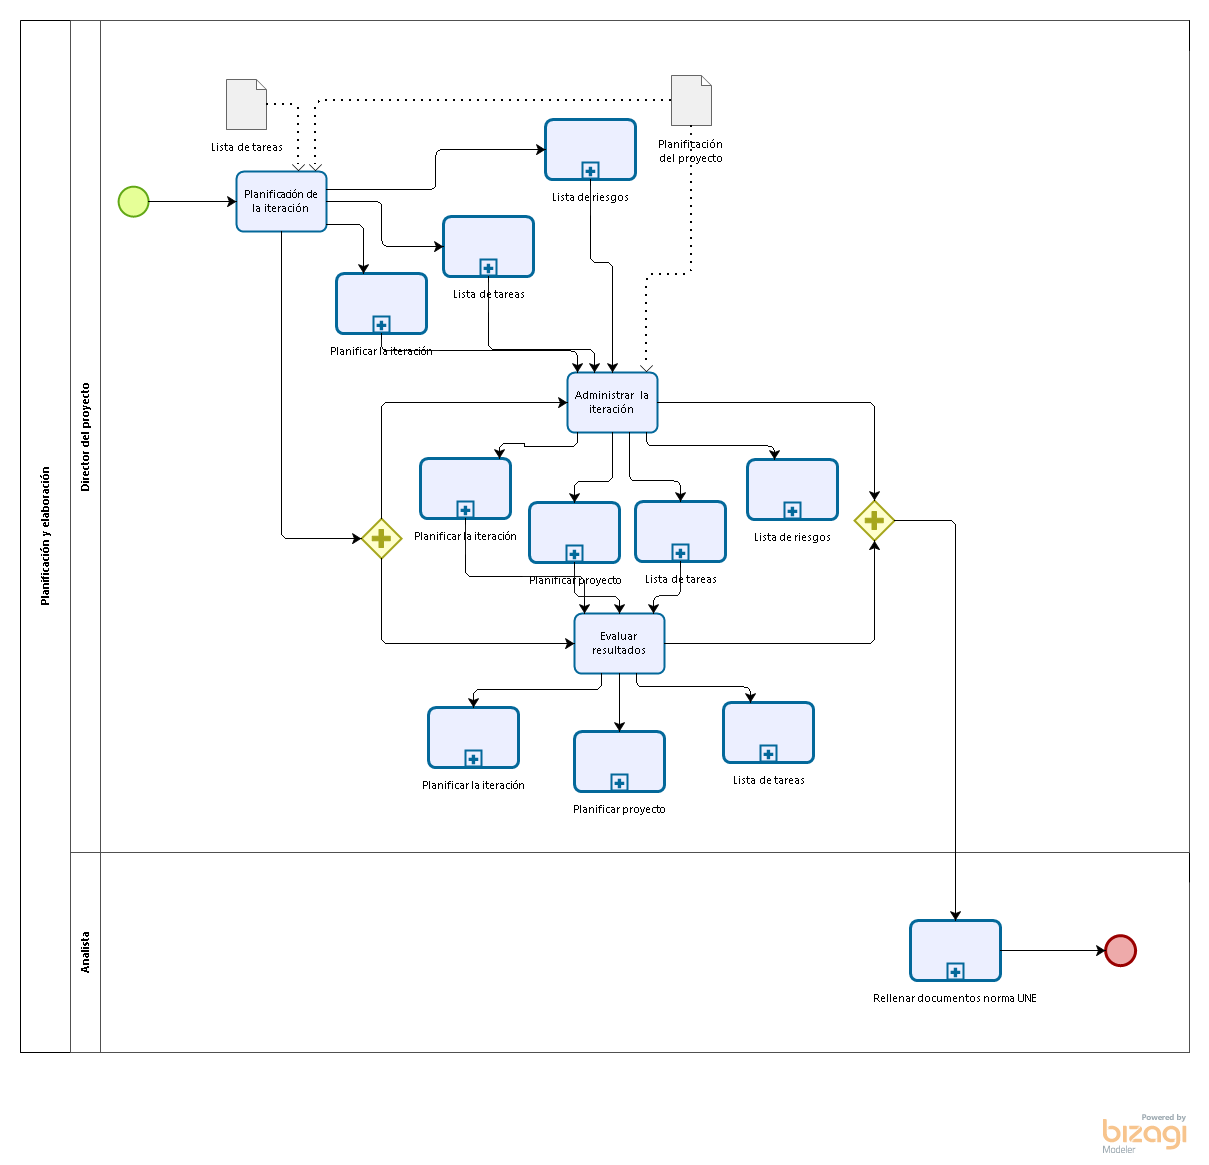 Planificación y elaboración
Director del proyecto
Lista de tareas
Planificación
del proyecto
Planificación de
la iteración
Lista de riesgos
Lista de tareas
Planificar la iteración
Administrar la
iteración
Planificar la iteración
Planificar proyecto
Lista de tareas
Lista de riesgos
Evaluar
resultados
Planificar la iteración
Planificar proyecto
Lista de tareas
Analista
Rellenar documentos norma UNE
Powered by
bizagi
Modeler